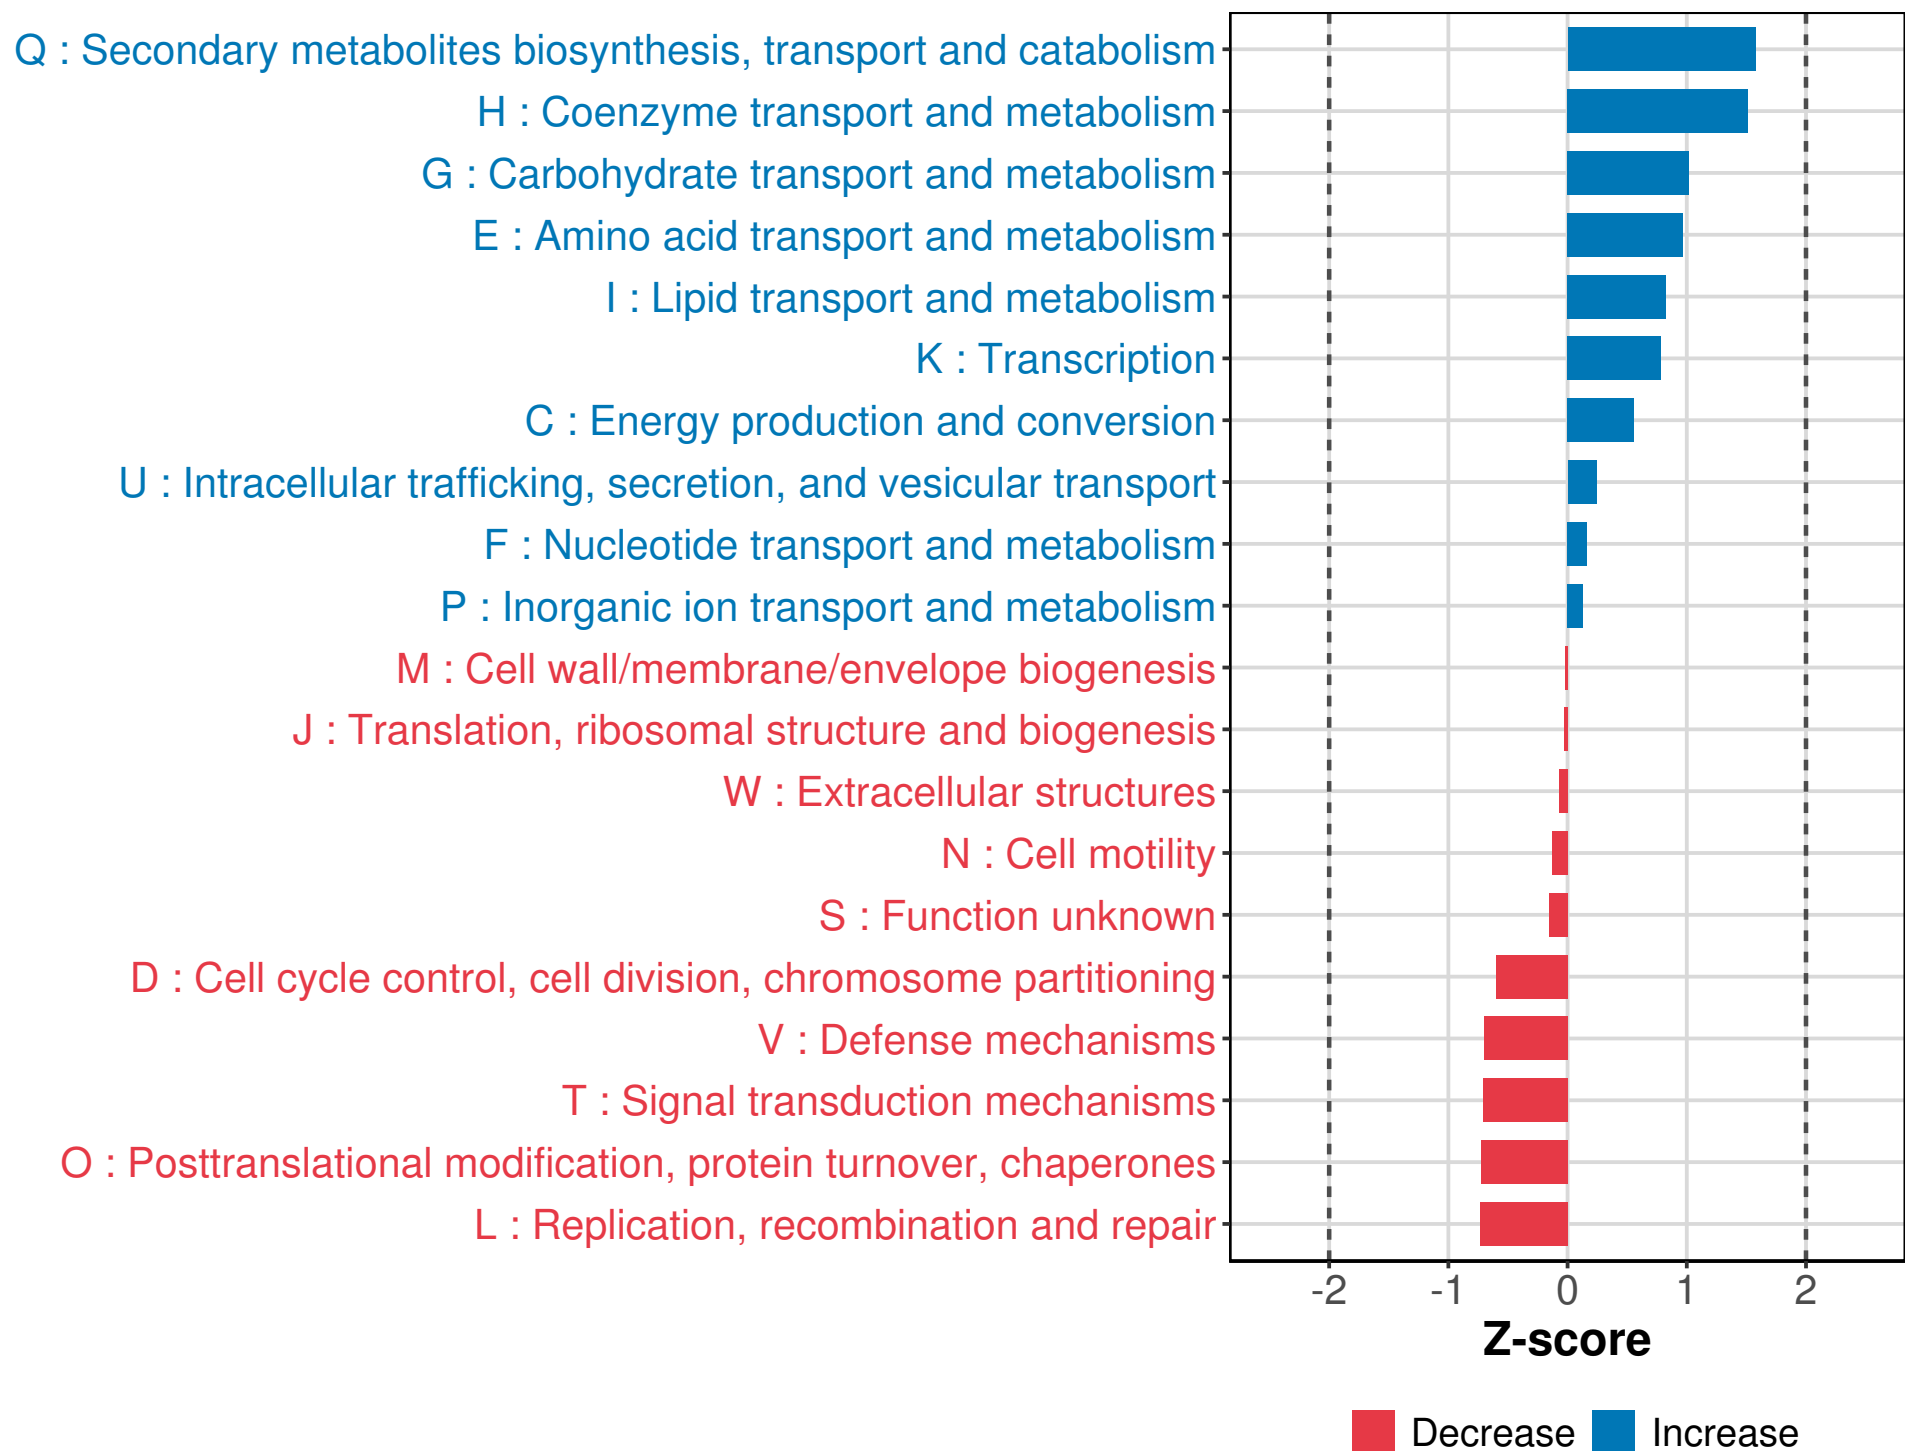 Q : Secondary metabolites biosynthesis, transport and catabolism
H : Coenzyme transport and metabolism
G : Carbohydrate transport and metabolism
E : Amino acid transport and metabolism
I : Lipid transport and metabolism
K : Transcription
C : Energy production and conversion
U : Intracellular trafficking, secretion, and vesicular transport
F : Nucleotide transport and metabolism
P : Inorganic ion transport and metabolism
M : Cell wall/membrane/envelope biogenesis
J : Translation, ribosomal structure and biogenesis
W : Extracellular structures
N : Cell motility
S : Function unknown
D : Cell cycle control, cell division, chromosome partitioning
V : Defense mechanisms
T : Signal transduction mechanisms
O : Posttranslational modification, protein turnover, chaperones
L : Replication, recombination and repair
-2 -1 0 1 2
Z-score
Decrease Increase